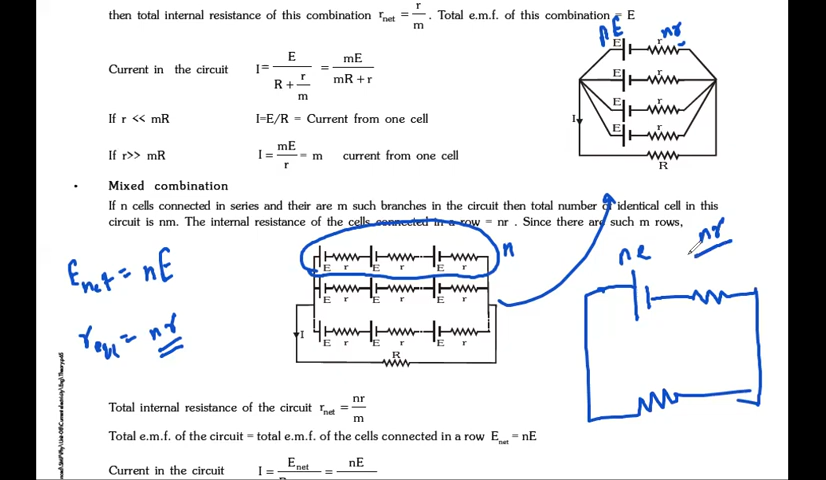 then total internal resistance of this combination r_net = r/m . Total e.m.f. of this combination = E
nE nr
E r
E r
E r
E r
I
R
Current in the circuit I = E / (R + r/m) = mE / (mR + r)
If r << mR I=E/R = Current from one cell
If r>> mR I = mE/r = m current from one cell
• Mixed combination
If n cells connected in series and their are m such branches in the circuit then total number of identical cell in this
circuit is nm. The internal resistance of the cells connected in a row = nr . Since there are such m rows,
n
E r E r E r
E r E r E r
E r E r E r
I
R
E_net = nE
nr
nε nr
Total internal resistance of the circuit r_net = nr/m
Total e.m.f. of the circuit = total e.m.f. of the cells connected in a row E_net = nE
Current in the circuit I = E_net = nE